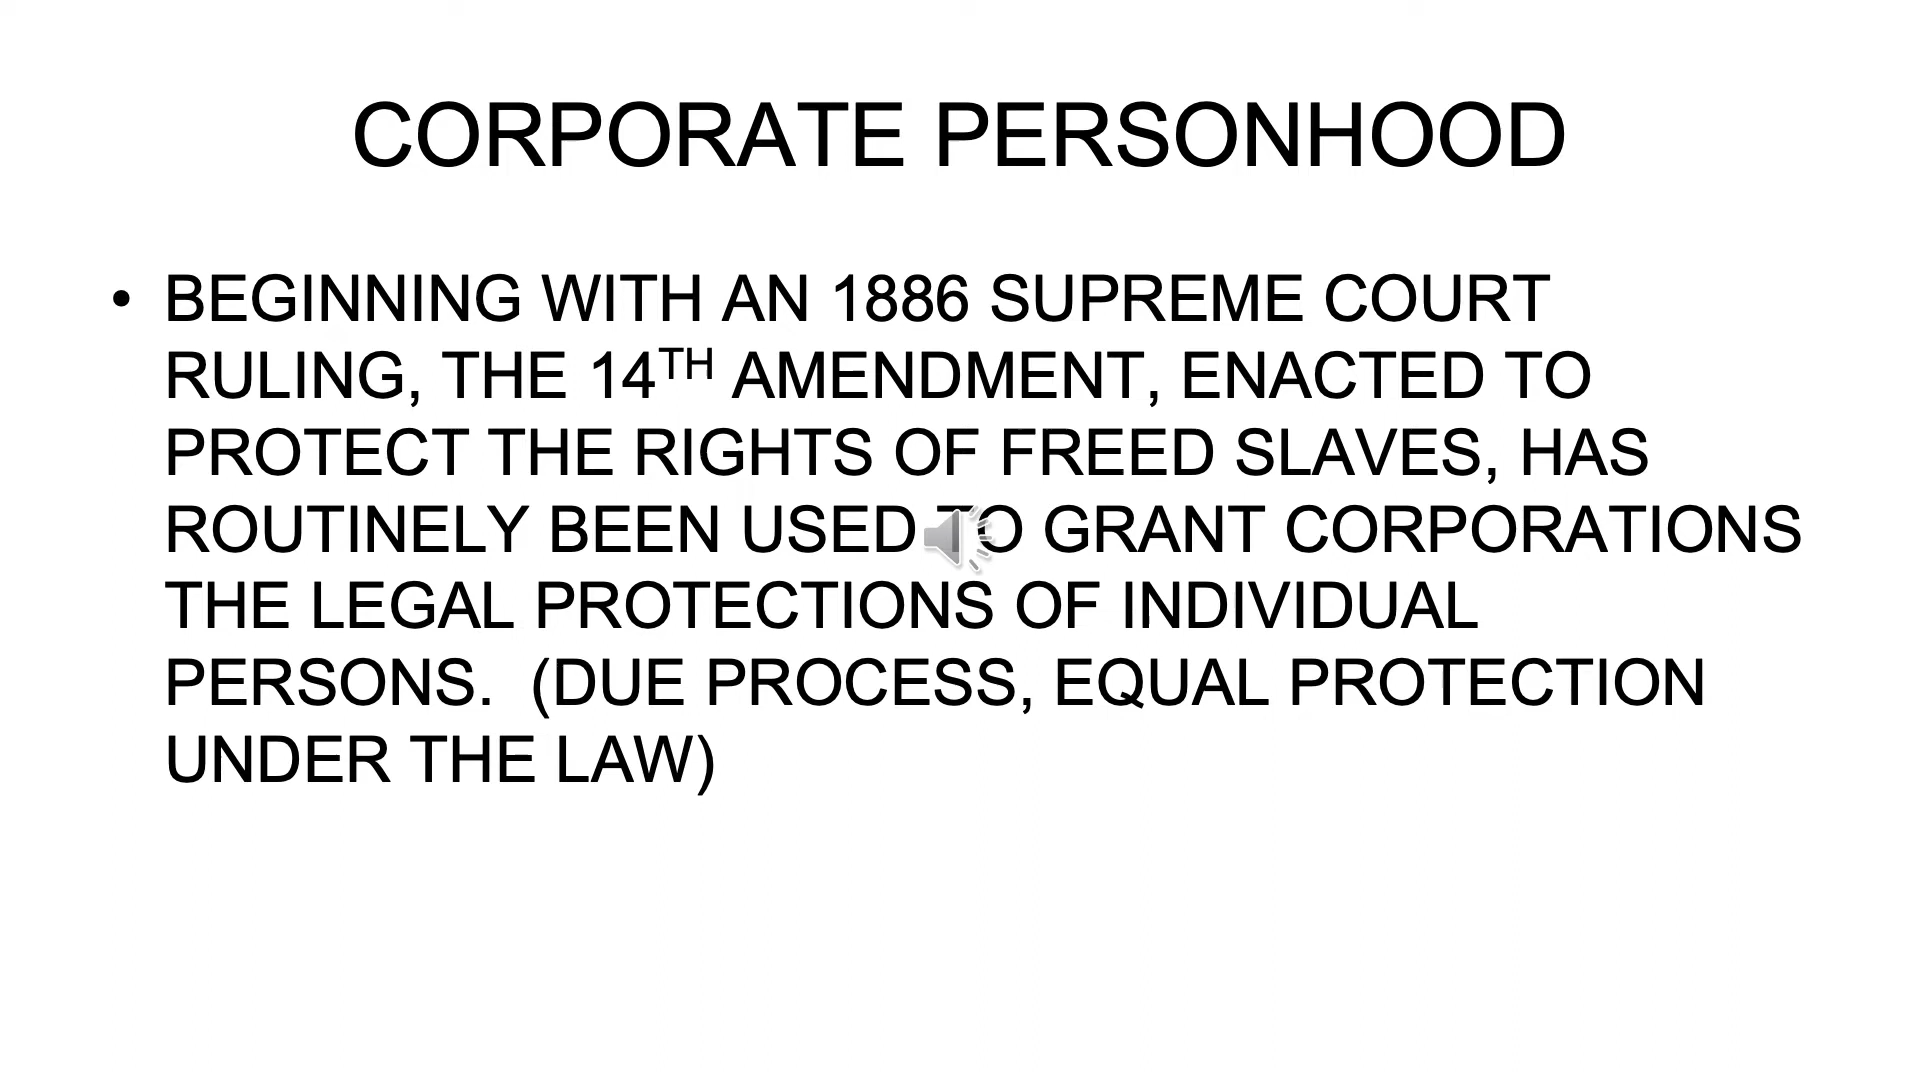 CORPORATE PERSONHOOD
• BEGINNING WITH AN 1886 SUPREME COURT
RULING, THE 14TH AMENDMENT, ENACTED TO
PROTECT THE RIGHTS OF FREED SLAVES, HAS
ROUTINELY BEEN USED TO GRANT CORPORATIONS
THE LEGAL PROTECTIONS OF INDIVIDUAL
PERSONS.  (DUE PROCESS, EQUAL PROTECTION
UNDER THE LAW)